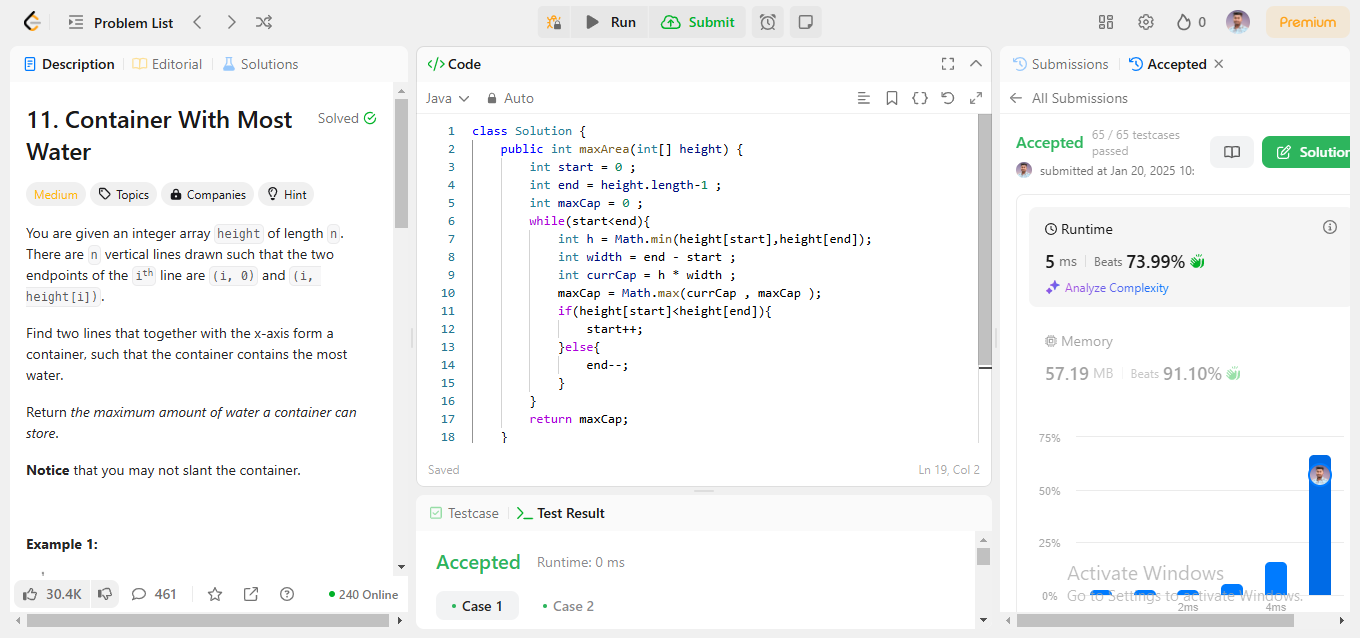 Problem List
Run
Submit
0
Premium
Description
Editorial
Solutions
11. Container With Most
Water
Solved
Medium
Topics
Companies
Hint
You are given an integer array height of length n.
There are n vertical lines drawn such that the two
endpoints of the ith line are (i, 0) and (i,
height[i]).
Find two lines that together with the x-axis form a
container, such that the container contains the most
water.
Return the maximum amount of water a container can
store.
Notice that you may not slant the container.
Example 1:
30.4K
461
240 Online
Code
Java
Auto
1 class Solution {
2 public int maxArea(int[] height) {
3 int start = 0 ;
4 int end = height.length-1 ;
5 int maxCap = 0 ;
6 while(start<end){
7 int h = Math.min(height[start],height[end]);
8 int width = end - start ;
9 int currCap = h * width ;
10 maxCap = Math.max(currCap , maxCap );
11 if(height[start]<height[end]){
12 start++;
13 }else{
14 end--;
15 }
16 }
17 return maxCap;
18 }
Saved
Ln 19, Col 2
Testcase
Test Result
Accepted
Runtime: 0 ms
Case 1
Case 2
Submissions
Accepted
All Submissions
Accepted
65 / 65 testcases
passed
submitted at Jan 20, 2025 10:
Solution
Runtime
5 ms
Beats 73.99%
Analyze Complexity
Memory
57.19 MB
Beats 91.10%
75%
50%
25%
0%
2ms
4ms
Activate Windows
Go to Settings to activate Windows.